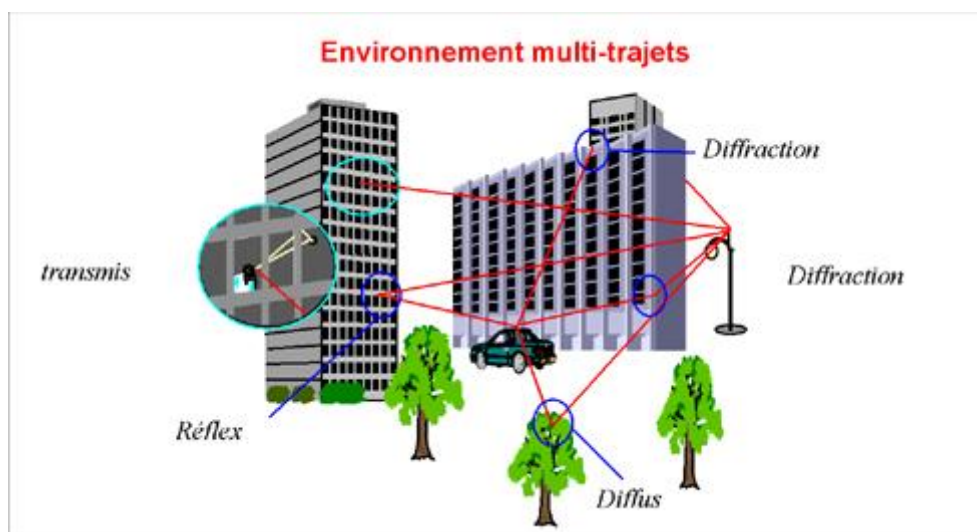 Environnement multi-trajets
Diffraction
transmis
Diffraction
Réflex
Diffus